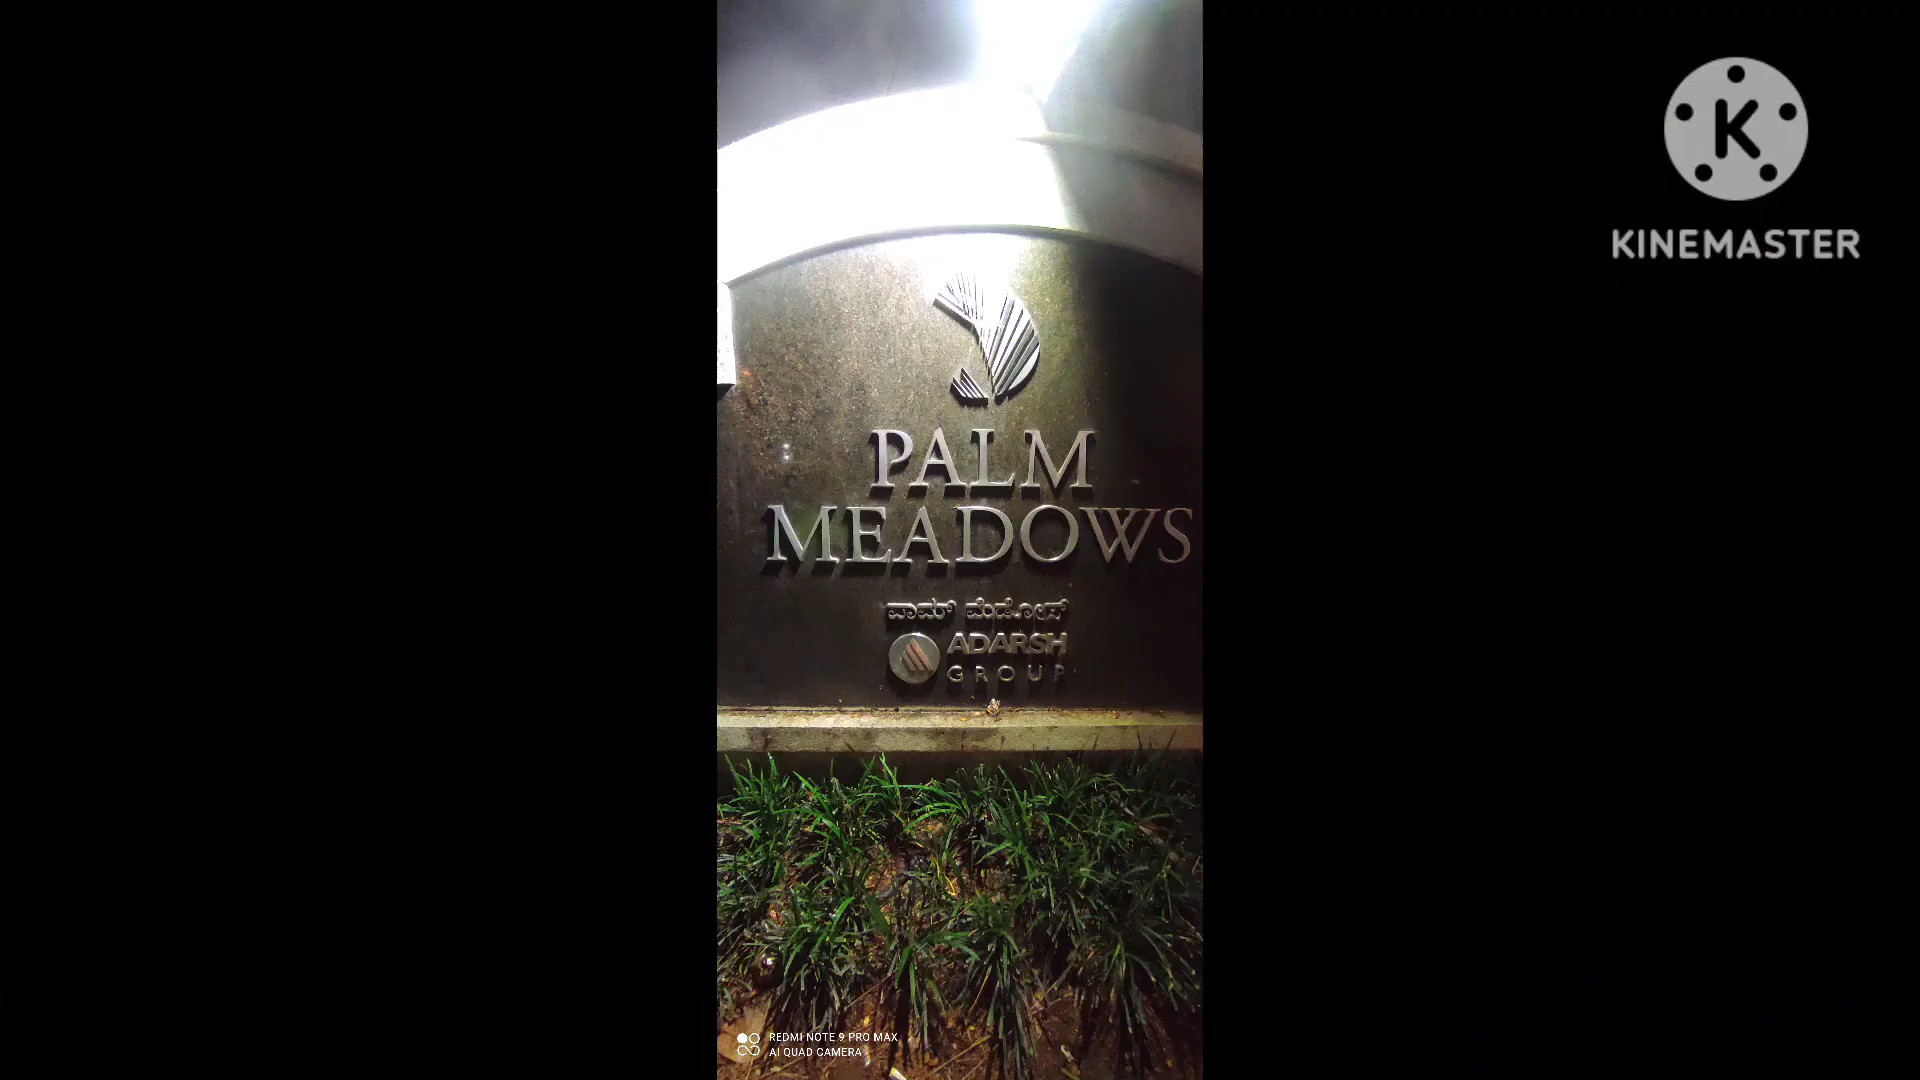 K
KINEMASTER
PALM
MEADOWS
ಪಾಮ್ ಮೆಡೋಸ್
ADARSH
GROUP
REDMI NOTE 9 PRO MAX
AI QUAD CAMERA